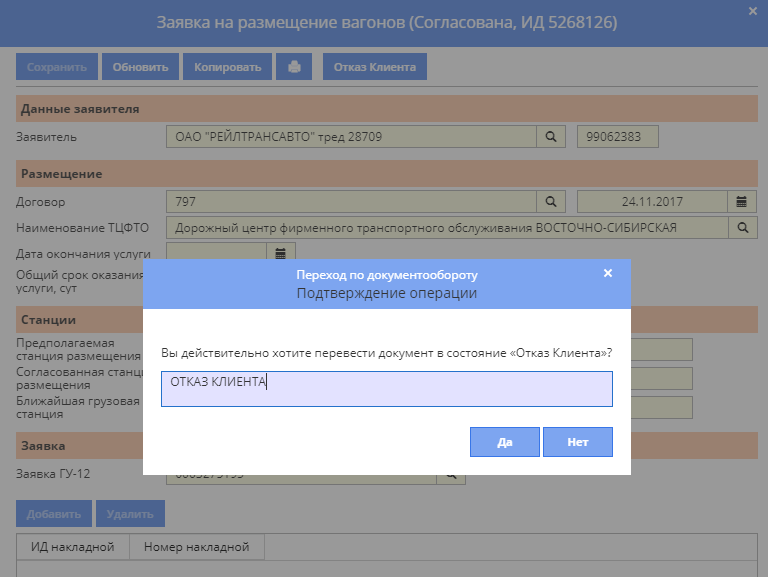 Заявка на размещение вагонов (Согласована, ИД 5268126)
Сохранить Обновить Копировать Отказ Клиента
Данные заявителя
Заявитель ОАО "РЕЙЛТРАНСАВТО" тред 28709 99062383
Размещение
Договор 797 24.11.2017
Наименование ТЦФТО Дорожный центр фирменного транспортного обслуживания ВОСТОЧНО-СИБИРСКАЯ
Дата окончания услуги
Общий срок оказания
услуги, сут
Переход по документообороту
Подтверждение операции
Вы действительно хотите перевести документ в состояние «Отказ Клиента»?
ОТКАЗ КЛИЕНТА
Да Нет
Станции
Предполагаемая
станция размещения
Согласованная станц
размещения
Ближайшая грузовая
станция
Заявка
Заявка ГУ-12
Добавить Удалить
ИД накладной Номер накладной